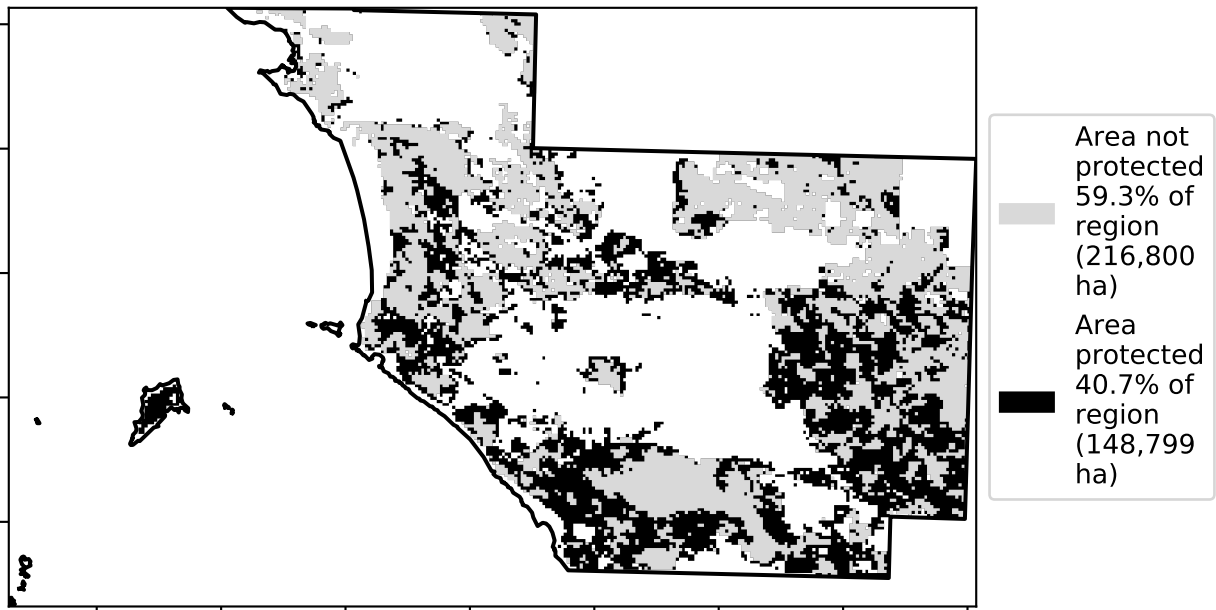 Area not
protected
59.3% of
region
(216,800
ha)
Area
protected
40.7% of
region
(148,799
ha)